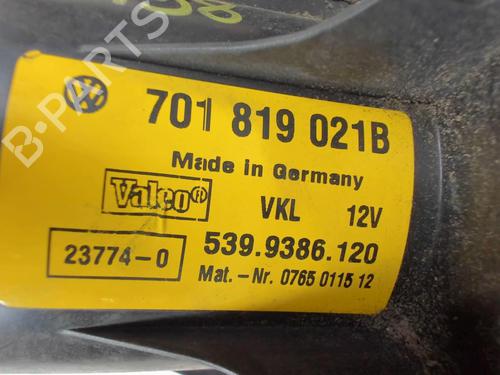 B-PARTS
701 819 021B
Made in Germany
Valeo
VKL 12V
23774-0
539.9386.120
Mat.-Nr. 0765 0115 12